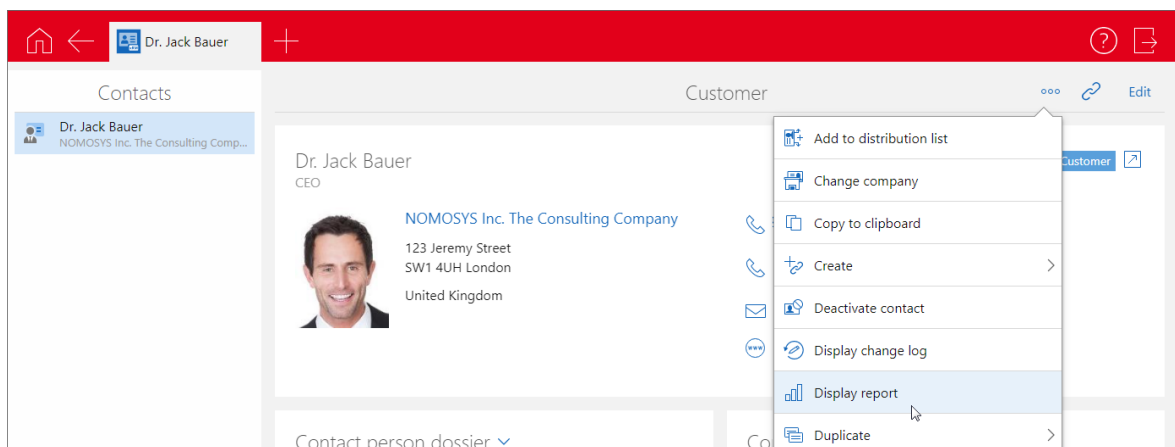 Dr. Jack Bauer
Contacts
Customer
Edit
Dr. Jack Bauer
NOMOSYS Inc. The Consulting Comp...
Dr. Jack Bauer
CEO
Customer
NOMOSYS Inc. The Consulting Company
123 Jeremy Street
SW1 4UH London
United Kingdom
www
Add to distribution list
Change company
Copy to clipboard
Create
Deactivate contact
Display change log
Display report
Duplicate
Contact person dossier
Co